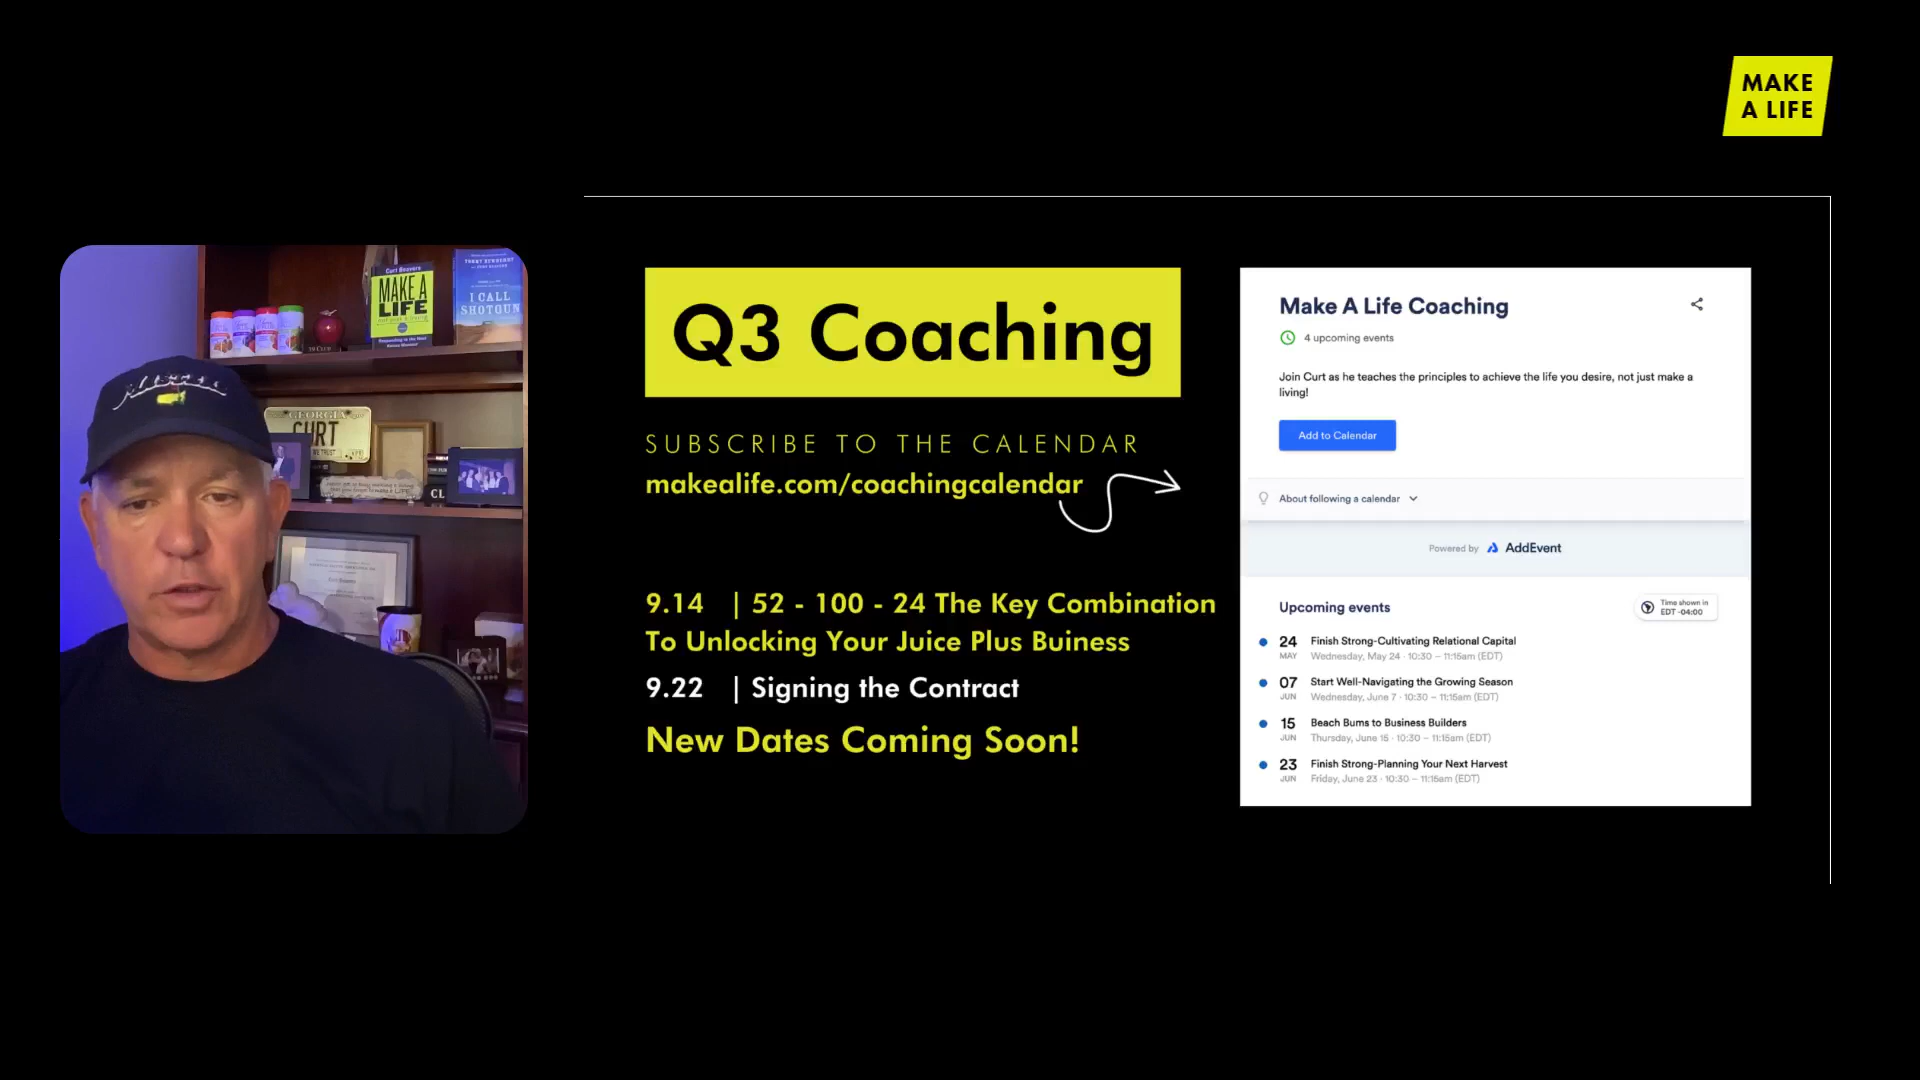 MAKE
A LIFE
Curt Beavers
MAKE A
LIFE
I CALL
SHOTGUN
GEORGIA
CURT
CL
Q3 Coaching
SUBSCRIBE TO THE CALENDAR
makealife.com/coachingcalendar
9.14 | 52 - 100 - 24 The Key Combination
To Unlocking Your Juice Plus Buiness
9.22 | Signing the Contract
New Dates Coming Soon!
Make A Life Coaching
4 upcoming events
Join Curt as he teaches the principles to achieve the life you desire, not just make a
living!
Add to Calendar
About following a calendar
Powered by AddEvent
Upcoming events
Time shown in
EDT -04:00
24 Finish Strong-Cultivating Relational Capital
MAY Wednesday, May 24 · 10:30 – 11:15am (EDT)
07 Start Well-Navigating the Growing Season
JUN Wednesday, June 7 · 10:30 – 11:15am (EDT)
15 Beach Bums to Business Builders
JUN Thursday, June 15 · 10:30 – 11:15am (EDT)
23 Finish Strong-Planning Your Next Harvest
JUN Friday, June 23 · 10:30 – 11:15am (EDT)